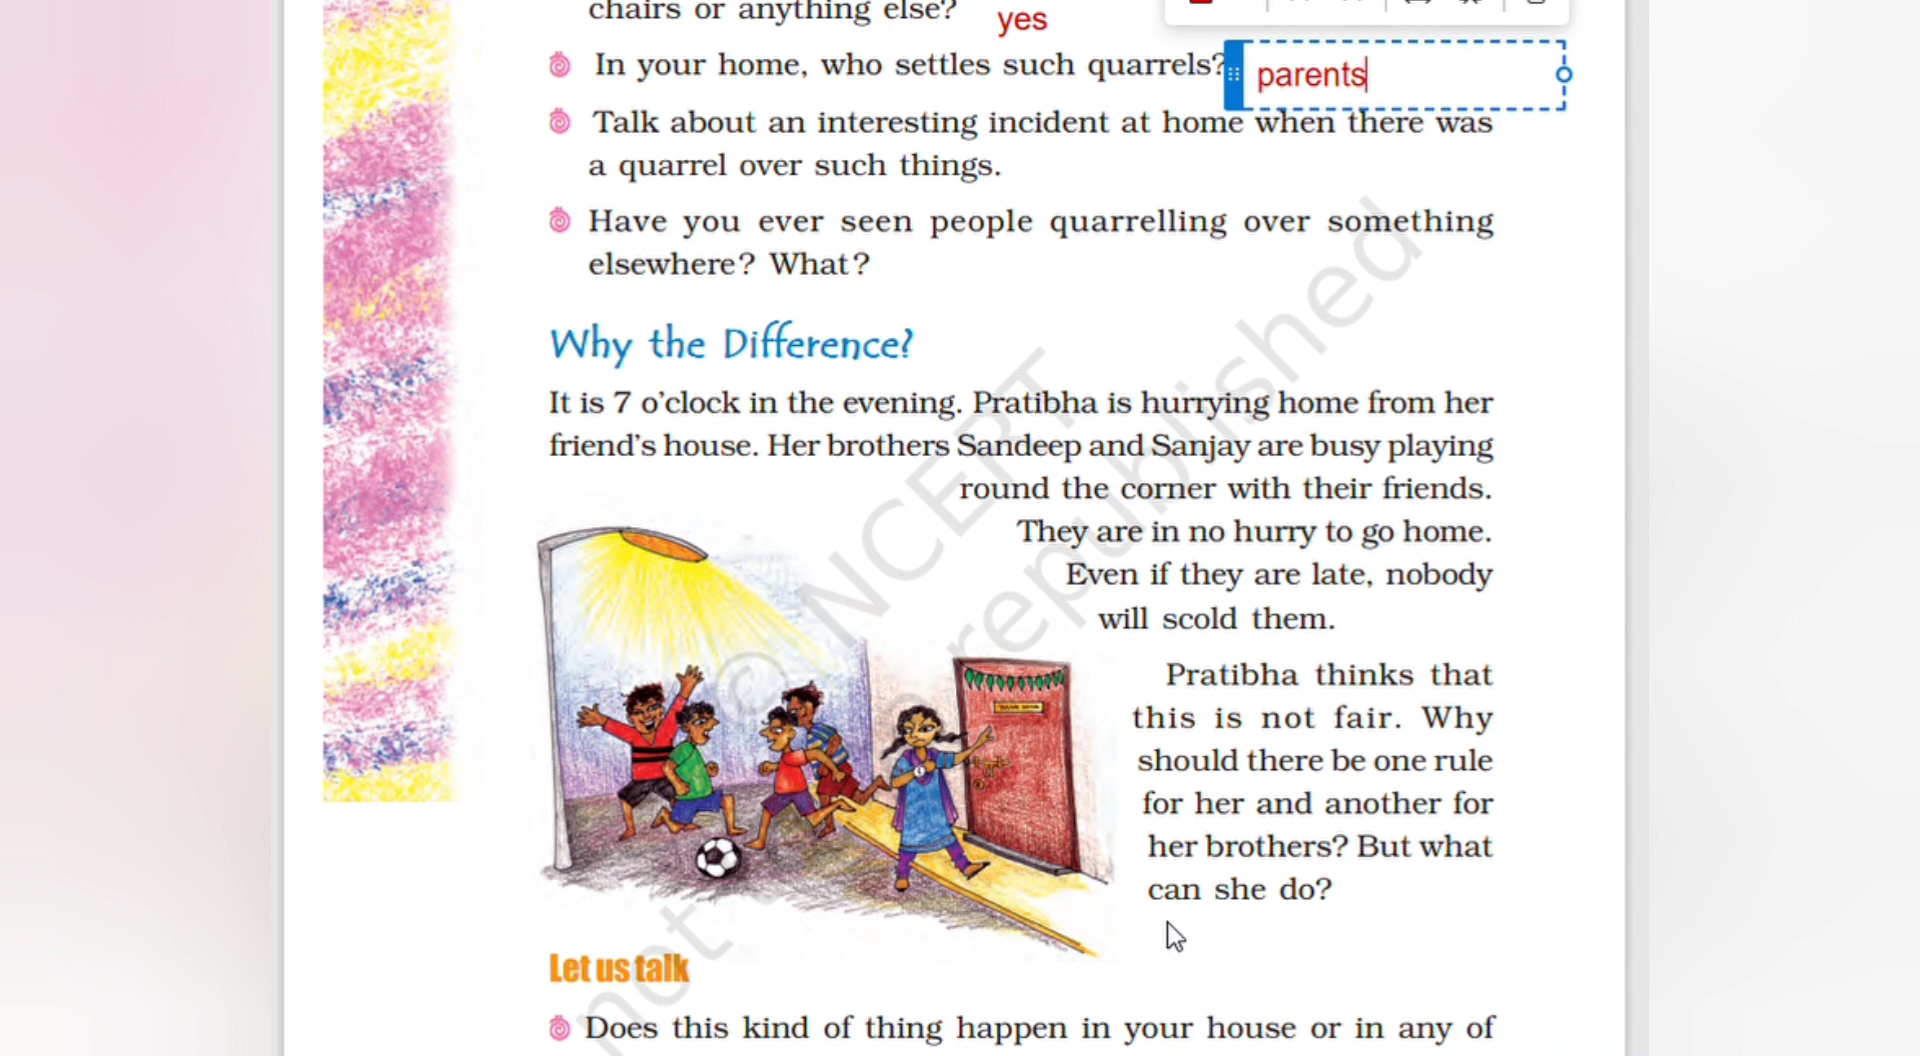 chairs or anything else? yes
In your home, who settles such quarrels? parents
Talk about an interesting incident at home when there was
a quarrel over such things.
Have you ever seen people quarrelling over something
elsewhere? What?
Why the Difference?
It is 7 o’clock in the evening. Pratibha is hurrying home from her
friend’s house. Her brothers Sandeep and Sanjay are busy playing
round the corner with their friends.
They are in no hurry to go home.
Even if they are late, nobody
will scold them.
Pratibha thinks that
this is not fair. Why
should there be one rule
for her and another for
her brothers? But what
can she do?
Let us talk
Does this kind of thing happen in your house or in any of
© NCERT
not
republished